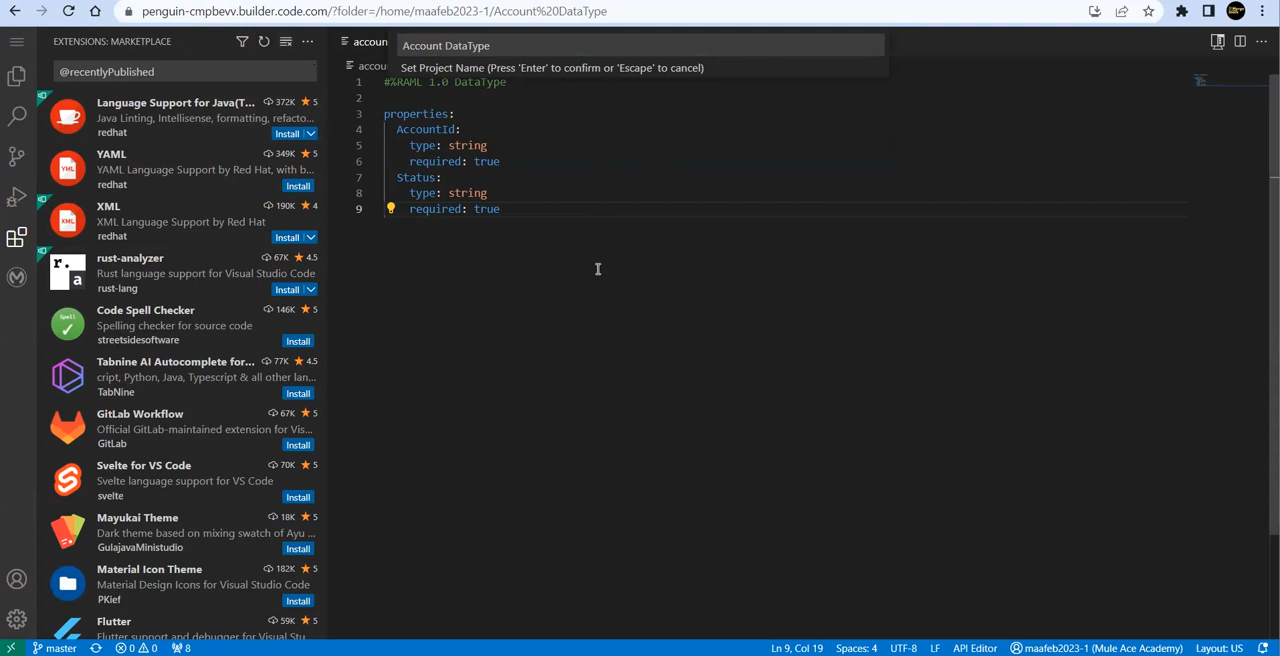 penguin-cmpbevv.builder.code.com/?folder=/home/maafeb2023-1/Account%20DataType
EXTENSIONS: MARKETPLACE
@recentlyPublished
Language Support for Java(T... 372K ★ 5
Java Linting, Intellisense, formatting, refacto...
redhat Install
YAML 349K ★ 5
YAML Language Support by Red Hat, with b...
redhat Install
XML 190K ★ 4
XML Language Support by Red Hat
redhat Install
r.a
rust-analyzer 67K ★ 4.5
Rust language support for Visual Studio Code
rust-lang Install
Spell
Code Spell Checker 146K ★ 5
Spelling checker for source code
streetsidesoftware Install
Tabnine AI Autocomplete for... 77K ★ 4.5
cript, Python, Java, Typescript & all other lan...
TabNine Install
GitLab Workflow 67K ★ 5
Official GitLab-maintained extension for Vis...
GitLab Install
Svelte for VS Code 70K ★ 5
Svelte language support for VS Code
svelte Install
Mayukai Theme 18K ★ 5
Dark theme based on mixing swatch of Ayu ...
GulajavaMinistudio Install
Material Icon Theme 182K ★ 5
Material Design Icons for Visual Studio Code
PKief Install
Flutter 59K ★ 5
Flutter support and debugger for Visual Stu...
accoun
accou
Account DataType
Set Project Name (Press 'Enter' to confirm or 'Escape' to cancel)
1 #%RAML 1.0 DataType
2
3 properties:
4 AccountId:
5 type: string
6 required: true
7 Status:
8 type: string
9 required: true
master 0 0 8
Ln 9, Col 19 Spaces: 4 UTF-8 LF API Editor maafeb2023-1 (Mule Ace Academy) Layout: US